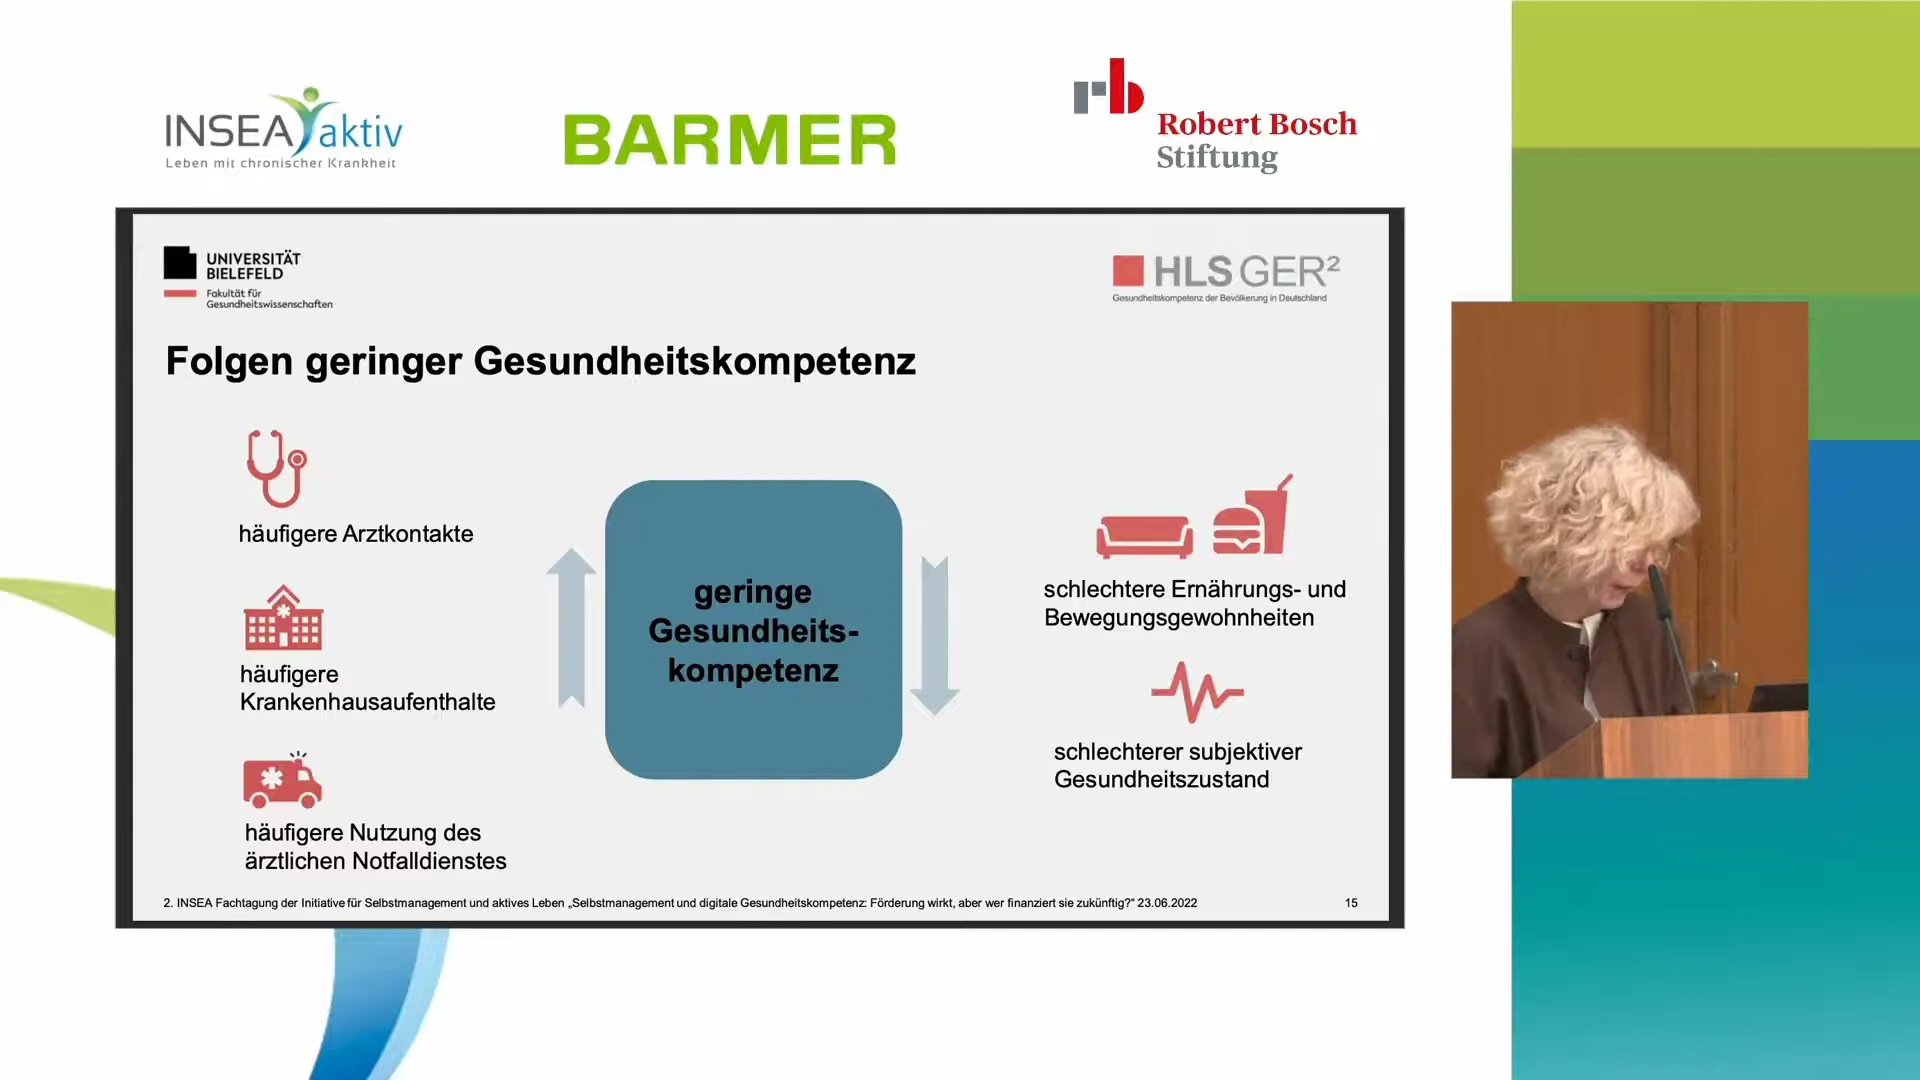 INSEA aktiv
Leben mit chronischer Krankheit
BARMER
rb
Robert Bosch
Stiftung
UNIVERSITÄT
BIELEFELD
Fakultät für
Gesundheitswissenschaften
HLS GER²
Gesundheitskompetenz der Bevölkerung in Deutschland
Folgen geringer Gesundheitskompetenz
häufigere Arztkontakte
häufigere
Krankenhausaufenthalte
häufigere Nutzung des
ärztlichen Notfalldienstes
geringe
Gesundheits-
kompetenz
schlechtere Ernährungs- und
Bewegungsgewohnheiten
schlechterer subjektiver
Gesundheitszustand
2. INSEA Fachtagung der Initiative für Selbstmanagement und aktives Leben „Selbstmanagement und digitale Gesundheitskompetenz: Förderung wirkt, aber wer finanziert sie zukünftig?“ 23.06.2022
15